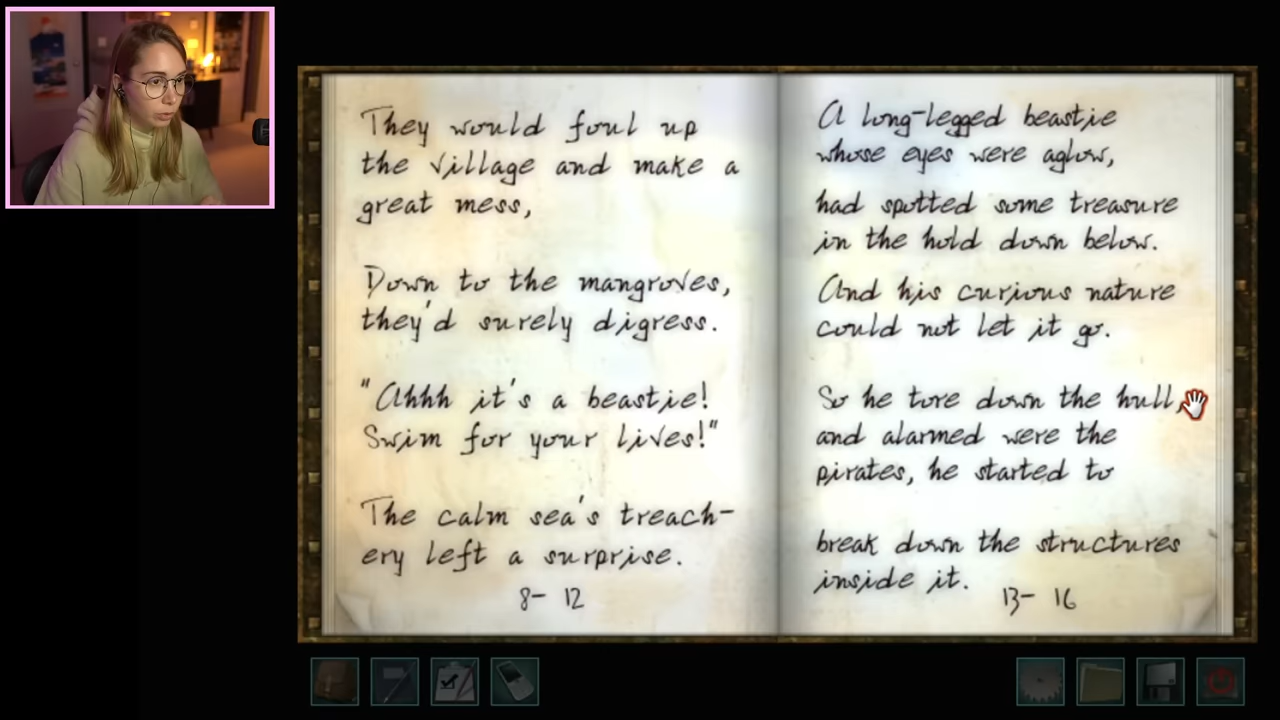 They would foul up
the village and make a
great mess,
Down to the mangroves,
they'd surely digress.
"Ahhh it's a beastie!
Swim for your lives!"
The calm sea's treach-
ery left a surprise.
8- 12
A long-legged beastie
whose eyes were aglow,
had spotted some treasure
in the hold down below.
And his curious nature
could not let it go.
So he tore down the hull,
and alarmed were the
pirates, he started to
break down the structures
inside it.
13- 16